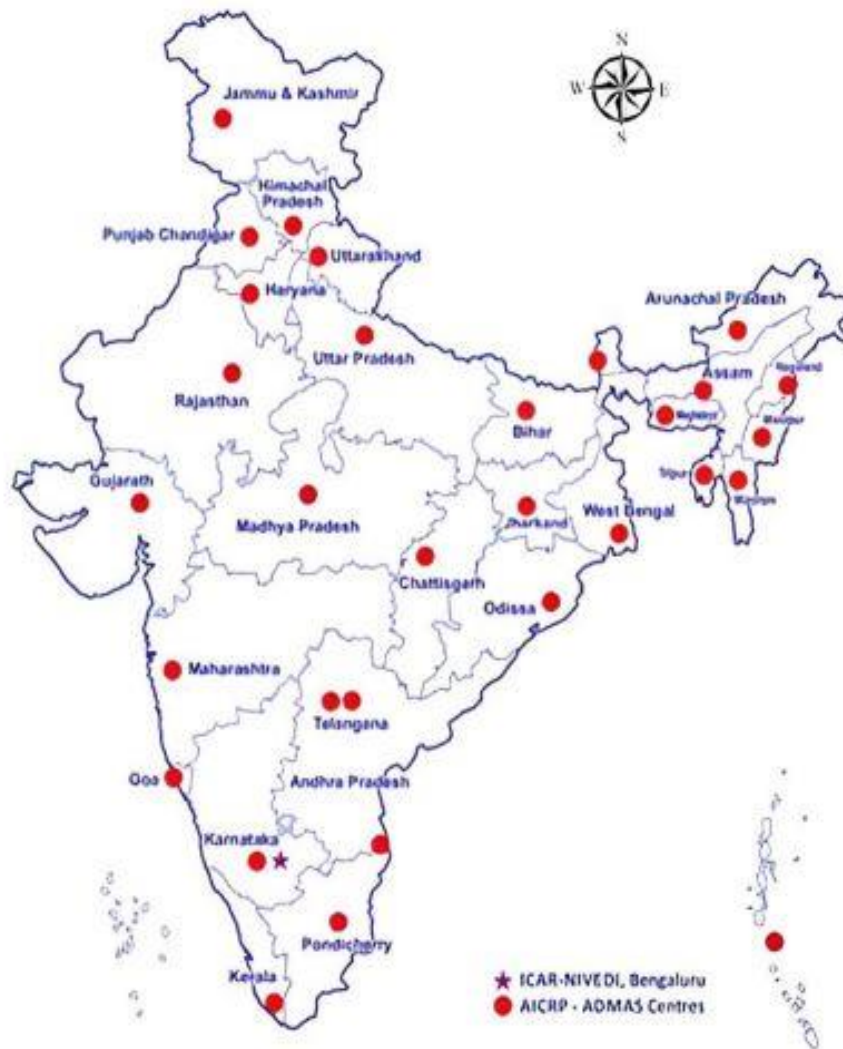 N
W E
S
Jammu & Kashmir
Himachal
Pradesh
Punjab Chandigar
Uttarakhand
Haryana
Arunachal Pradesh
Uttar Pradesh
Assam
Nagaland
Rajasthan
Bihar
Meghalaya
Manipur
Gujarath
Tripur
Mizoram
Madhya Pradesh
Jharkand
West Bengal
Chattisgarh
Odissa
Maharashtra
Telangana
Goa
Andhra Pradesh
Karnataka
Pondicherry
Kerala
ICAR-NIVEDI, Bengaluru
AICRP - ADMAS Centres